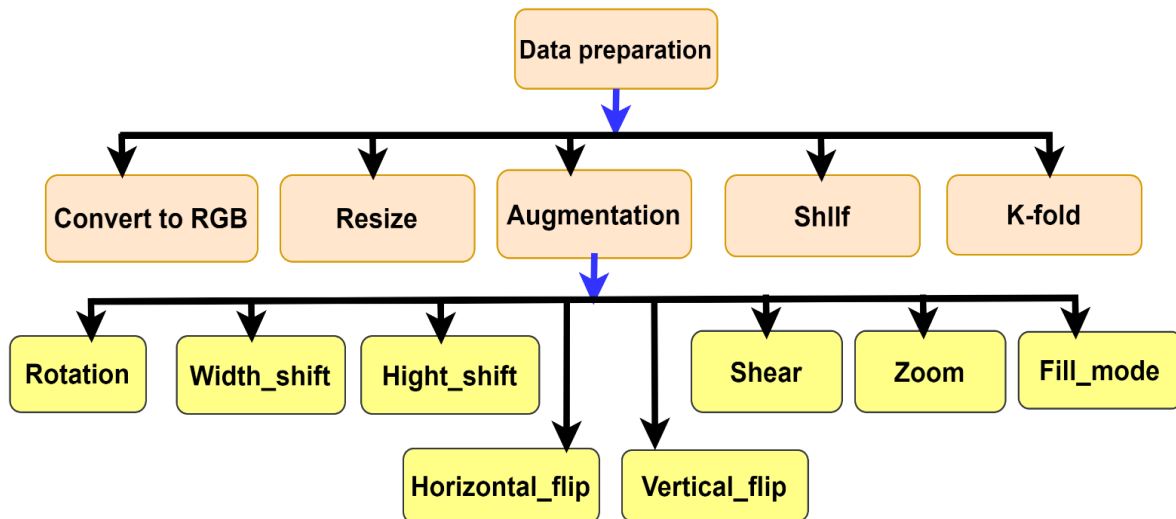 Data preparation
Convert to RGB
Resize
Augmentation
Shllf
K-fold
Rotation
Width_shift
Hight_shift
Shear
Zoom
Fill_mode
Horizontal_flip
Vertical_flip